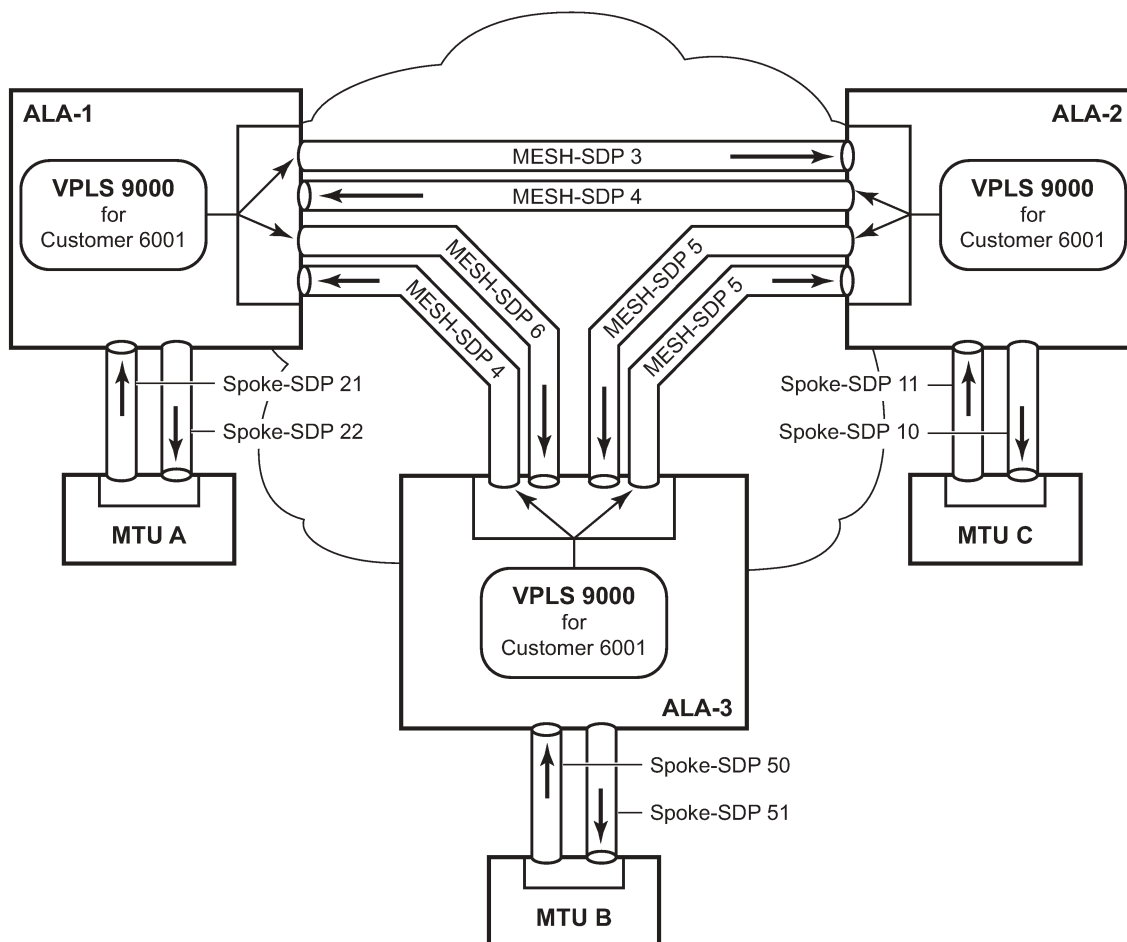 ALA-1
ALA-2
MESH-SDP 3
VPLS 9000
for
Customer 6001
MESH-SDP 4
VPLS 9000
for
Customer 6001
MESH-SDP 6
MESH-SDP 5
MESH-SDP 4
MESH-SDP 5
Spoke-SDP 21
Spoke-SDP 22
Spoke-SDP 11
Spoke-SDP 10
MTU A
MTU C
VPLS 9000
for
Customer 6001
ALA-3
Spoke-SDP 50
Spoke-SDP 51
MTU B